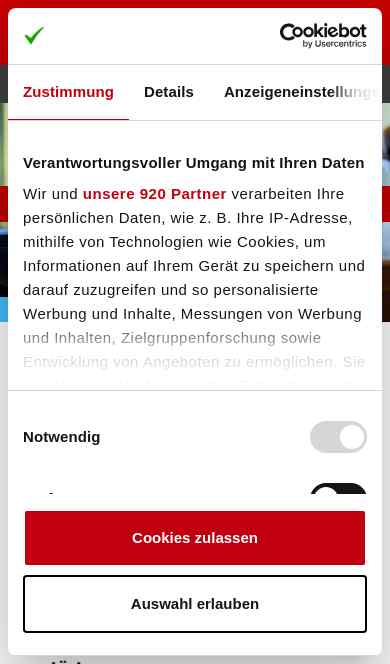 Cookiebot
by Usercentrics
Zustimmung Details Anzeigeneinstellungen
Verantwortungsvoller Umgang mit Ihren Daten
Wir und unsere 920 Partner verarbeiten Ihre
persönlichen Daten, wie z. B. Ihre IP-Adresse,
mithilfe von Technologien wie Cookies, um
Informationen auf Ihrem Gerät zu speichern und
darauf zuzugreifen und so personalisierte
Werbung und Inhalte, Messungen von Werbung
und Inhalten, Zielgruppenforschung sowie
Entwicklung von Angeboten zu ermöglichen. Sie
Notwendig
Cookies zulassen
Auswahl erlauben